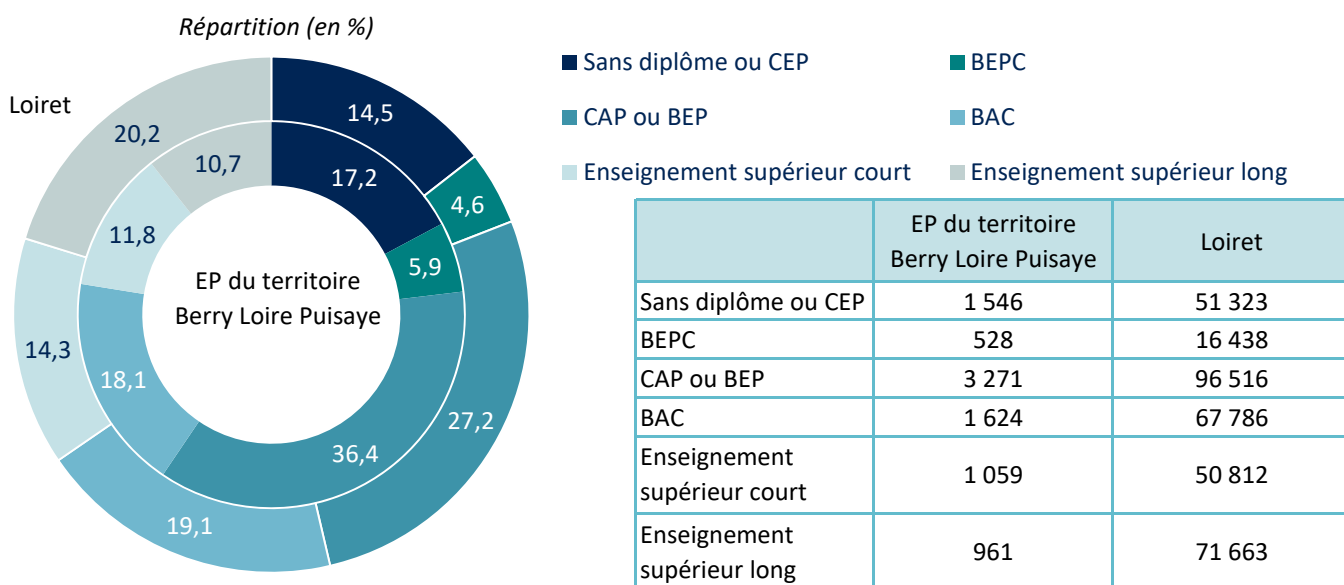 Répartition (en %)
Loiret
14,5
4,6
27,2
19,1
14,3
20,2
17,2
5,9
36,4
18,1
11,8
10,7
EP du territoire
Berry Loire Puisaye
Sans diplôme ou CEP
BEPC
CAP ou BEP
BAC
Enseignement supérieur court
Enseignement supérieur long
EP du territoire
Berry Loire Puisaye
Loiret
Sans diplôme ou CEP 1 546 51 323
BEPC 528 16 438
CAP ou BEP 3 271 96 516
BAC 1 624 67 786
Enseignement
supérieur court
1 059 50 812
Enseignement
supérieur long
961 71 663